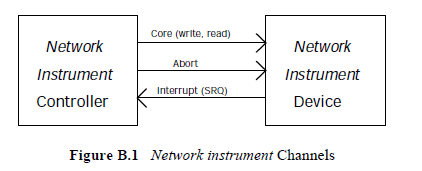 Network
Instrument
Controller
Core (write, read)
Abort
Interrupt (SRQ)
Network
Instrument
Device
Figure B.1 Network instrument Channels